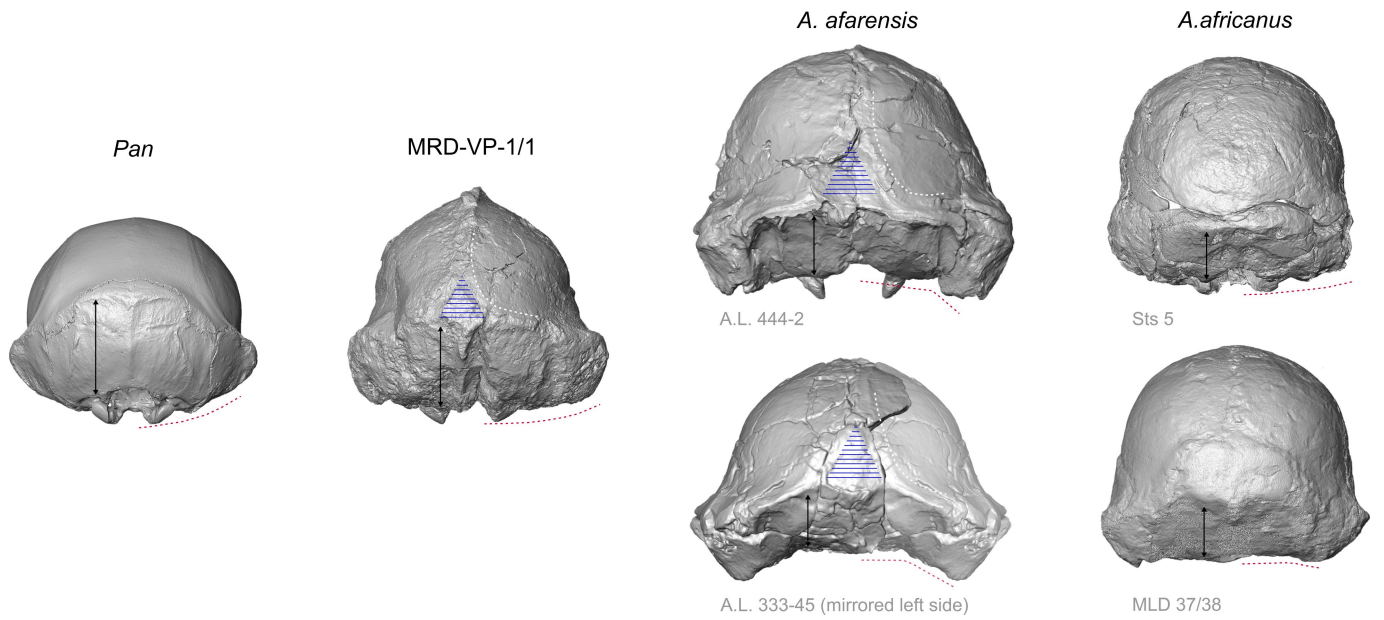 A. afarensis
A.africanus
Pan
MRD-VP-1/1
A.L. 444-2
Sts 5
A.L. 333-45 (mirrored left side)
MLD 37/38